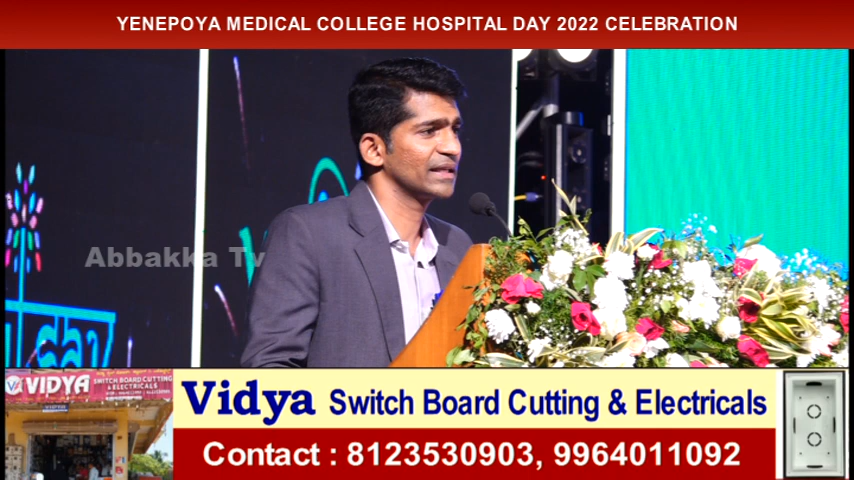 YENEPOYA MEDICAL COLLEGE HOSPITAL DAY 2022 CELEBRATION
Abbakka Tv
VIDYA SWITCH BOARD CUTTING
& ELECTRICALS
Vidya Switch Board Cutting & Electricals
Contact : 8123530903, 9964011092